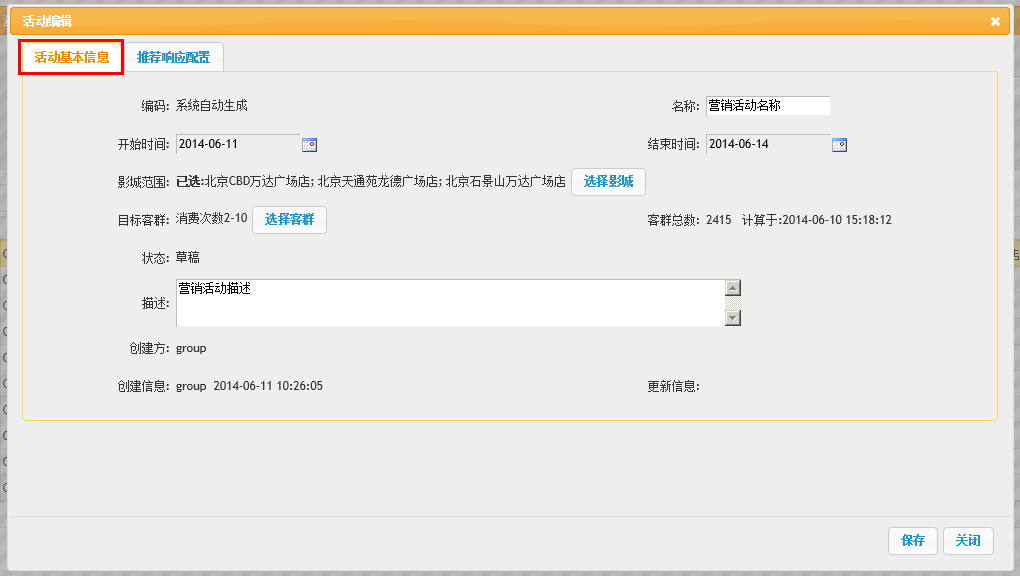 活动编辑
活动基本信息 推荐响应配置
编码: 系统自动生成 名称: 营销活动名称
开始时间: 2014-06-11 结束时间: 2014-06-14
影城范围: 已选:北京CBD万达广场店; 北京天通苑龙德广场店; 北京石景山万达广场店 选择影城
目标客群: 消费次数2-10 选择客群 客群总数: 2415 计算于:2014-06-10 15:18:12
状态: 草稿
描述: 营销活动描述
创建方: group
创建信息: group 2014-06-11 10:26:05 更新信息:
保存 关闭